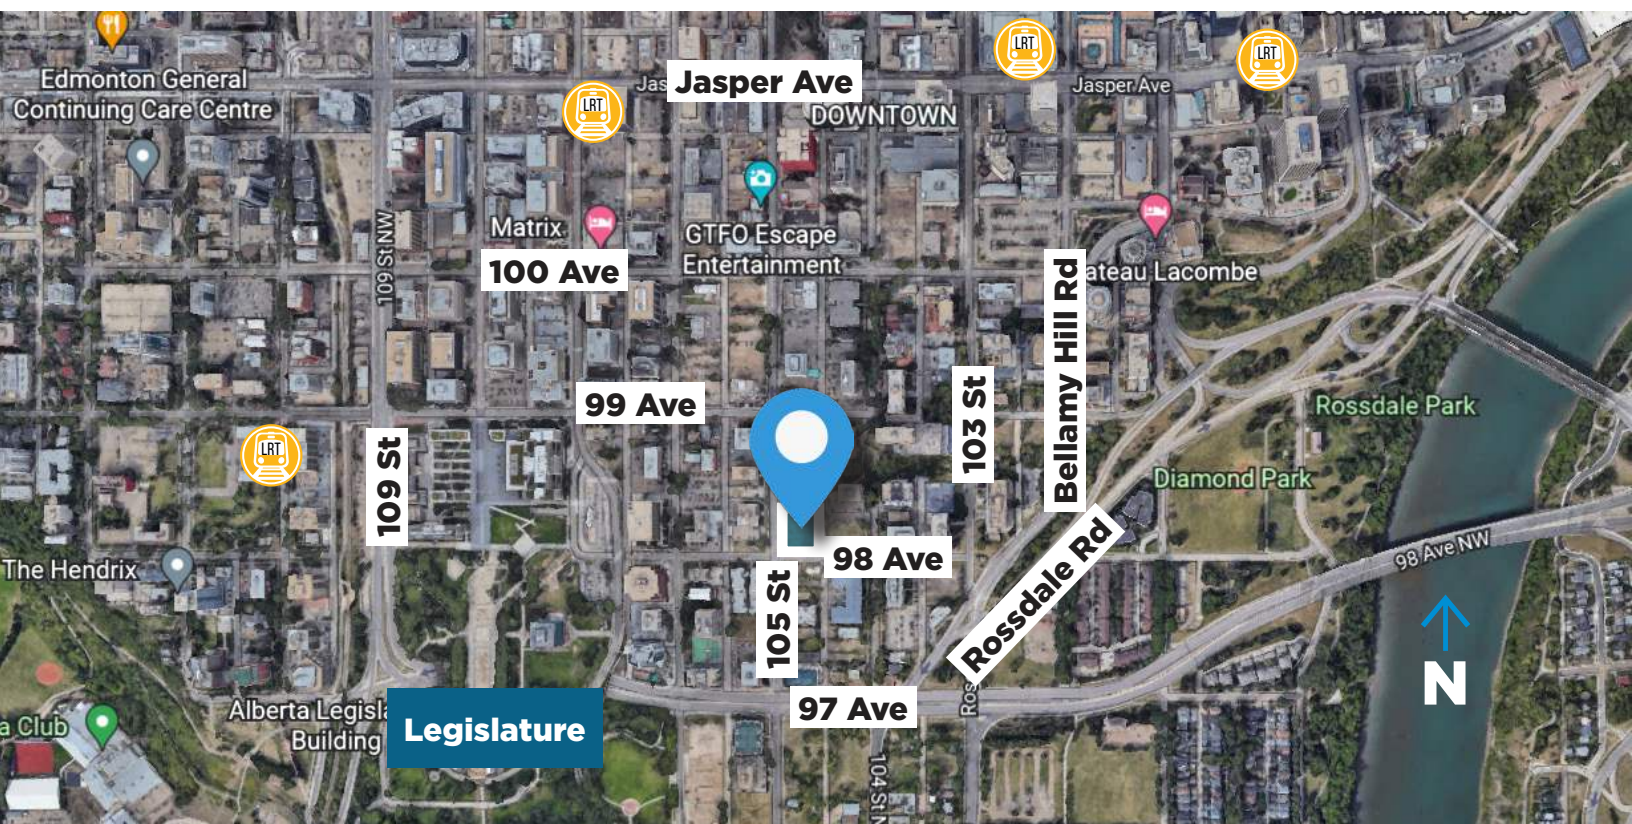 LRT
LRT
LRT
Edmonton General
Continuing Care Centre
Jas
Jasper Ave
Jasper Ave
DOWNTOWN
109 St NW
Matrix
GTFO Escape
Entertainment
100 Ave
ateau Lacombe
Bellamy Hill Rd
99 Ave
103 St
Rossdale Park
LRT
109 St
Diamond Park
98 Ave NW
The Hendrix
98 Ave
105 St
Rossdale Rd
N
Alberta Legisla
Building
Legislature
97 Ave
Ros
a Club
104 St N